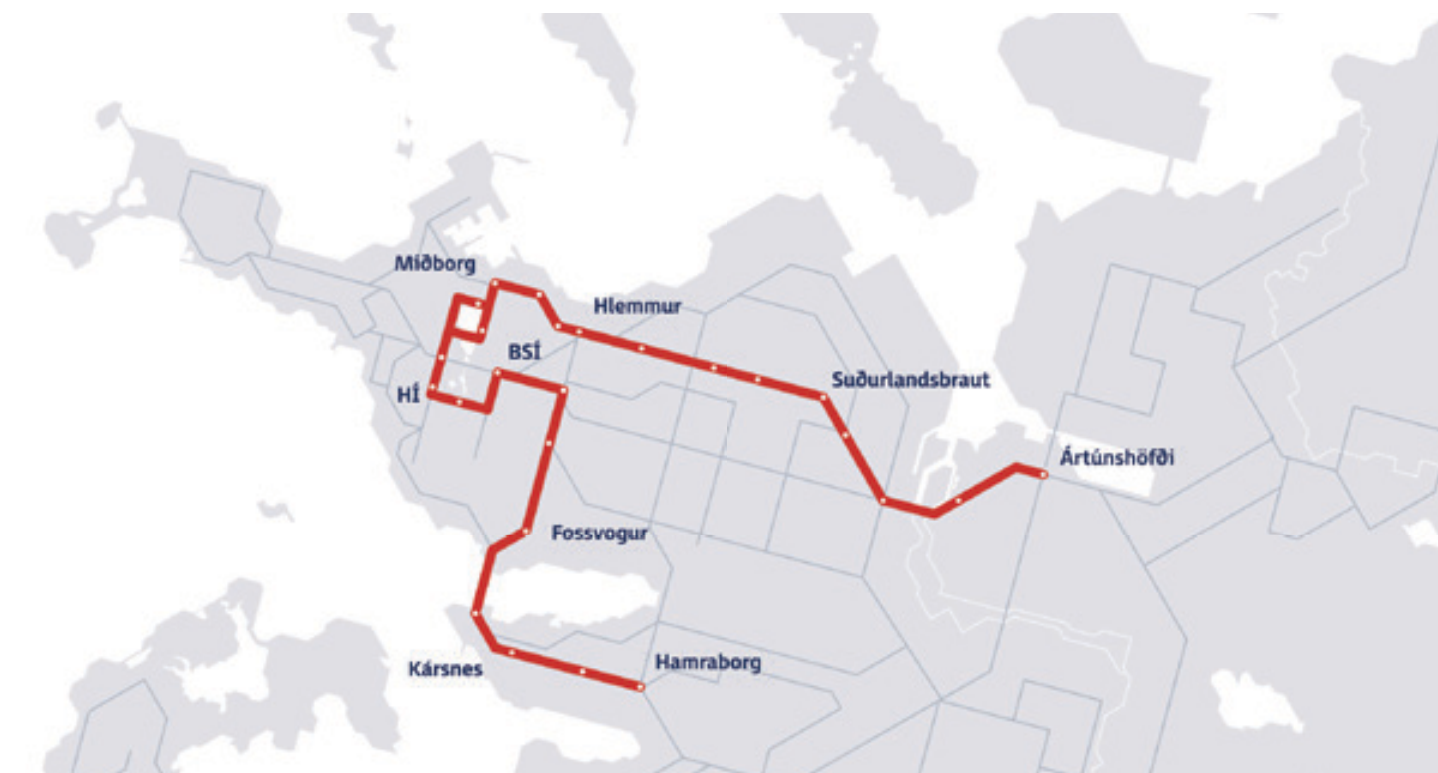 Miðborg
Hlemmur
BSÍ
HÍ
Suðurlandsbraut
Ártúnshöfði
Fossvogur
Kársnes
Hamraborg